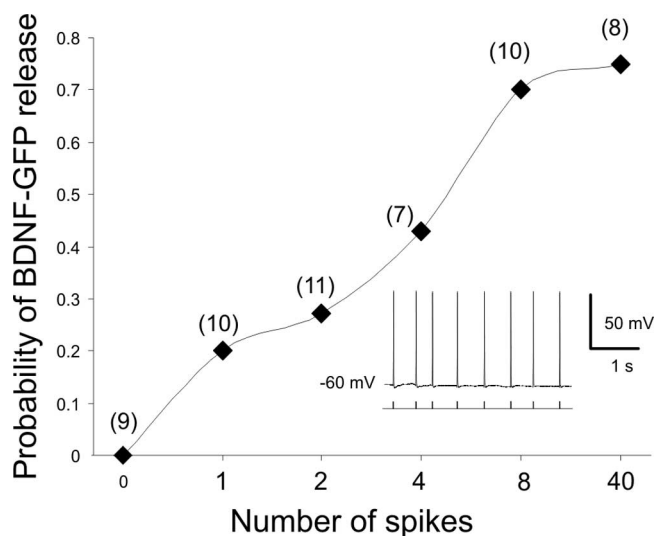 Probability of BDNF-GFP release
0.8
0.7
0.6
0.5
0.4
0.3
0.2
0.1
0
(9)
(10)
(11)
(7)
(10)
(8)
50 mV
1 s
-60 mV
0 1 2 4 8 40
Number of spikes